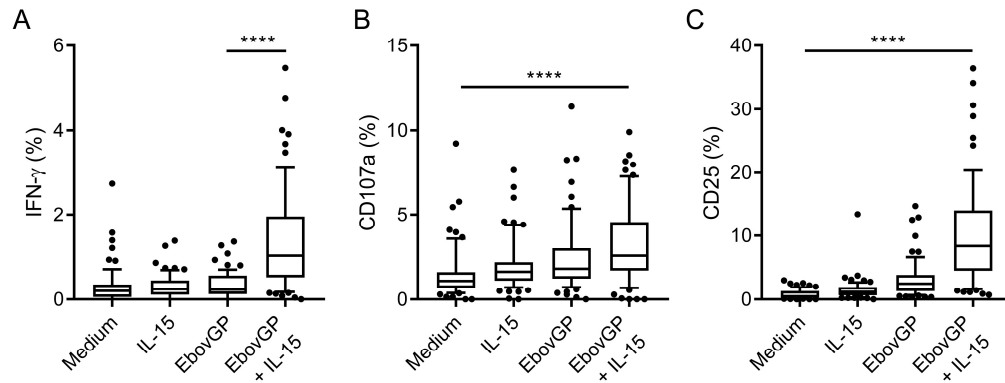 A
IFN-γ (%)
6
4
2
0
****
Medium
IL-15
EbovGP
EbovGP
+ IL-15
B
CD107a (%)
15
10
5
0
****
Medium
IL-15
EbovGP
EbovGP
+ IL-15
C
CD25 (%)
40
30
20
10
0
****
Medium
IL-15
EbovGP
EbovGP
+ IL-15